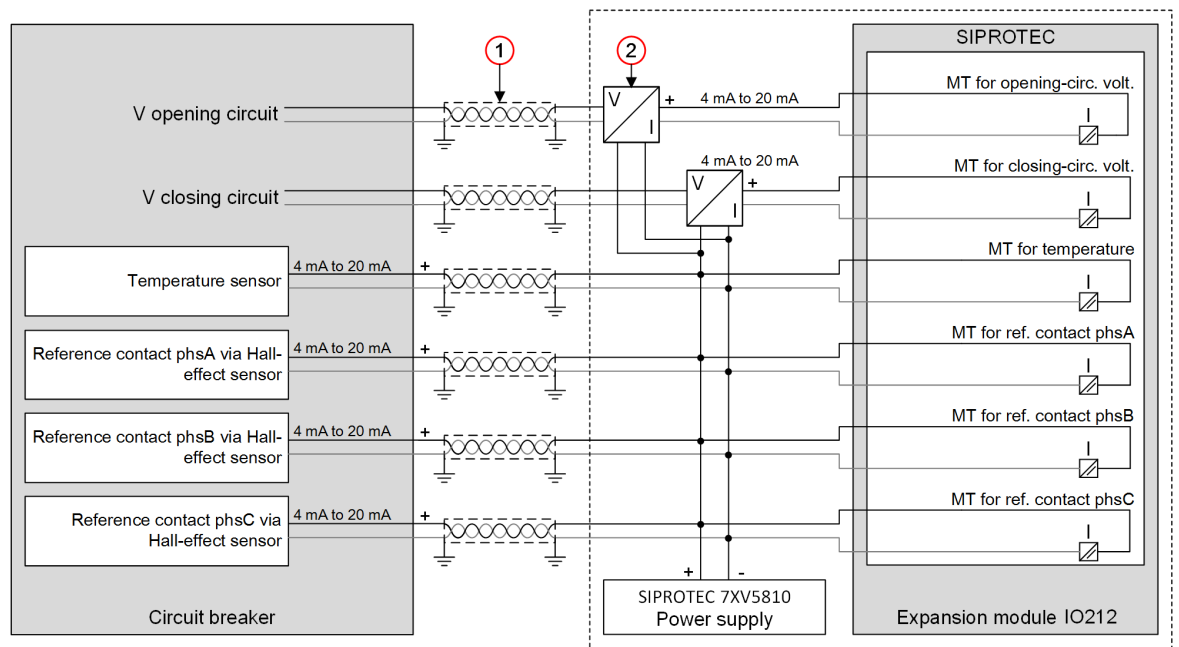 1
2
SIPROTEC
V opening circuit
V
I
+
4 mA to 20 mA
MT for opening-circ. volt.
I
V closing circuit
V
I
4 mA to 20 mA
+
MT for closing-circ. volt.
I
Temperature sensor
4 mA to 20 mA
+
MT for temperature
I
Reference contact phsA via Hall-
effect sensor
4 mA to 20 mA
+
MT for ref. contact phsA
I
Reference contact phsB via Hall-
effect sensor
4 mA to 20 mA
+
MT for ref. contact phsB
I
Reference contact phsC via
Hall-effect sensor
4 mA to 20 mA
+
MT for ref. contact phsC
I
+
-
SIPROTEC 7XV5810
Power supply
Circuit breaker
Expansion module IO212